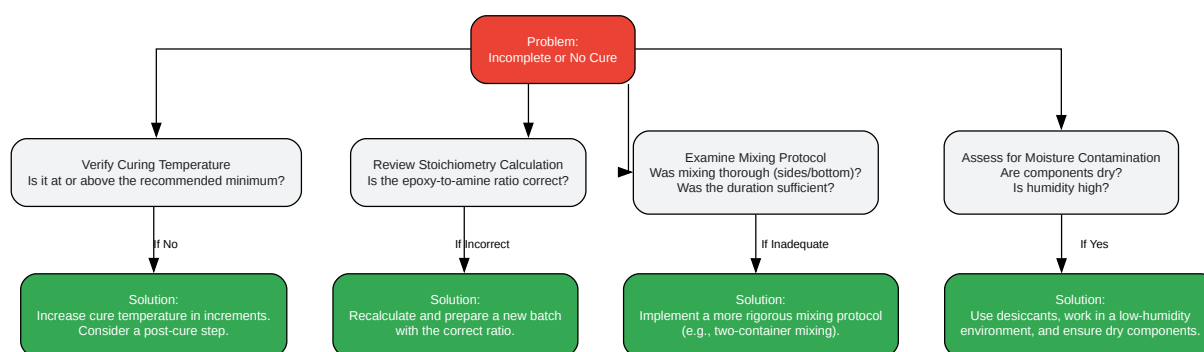 Problem:
Incomplete or No Cure
Verify Curing Temperature
Is it at or above the recommended minimum?
Review Stoichiometry Calculation
Is the epoxy-to-amine ratio correct?
Examine Mixing Protocol
Was mixing thorough (sides/bottom)?
Was the duration sufficient?
Assess for Moisture Contamination
Are components dry?
Is humidity high?
If No
If Incorrect
If Inadequate
If Yes
Solution:
Increase cure temperature in increments.
Consider a post-cure step.
Solution:
Recalculate and prepare a new batch
with the correct ratio.
Solution:
Implement a more rigorous mixing protocol
(e.g., two-container mixing).
Solution:
Use desiccants, work in a low-humidity
environment, and ensure dry components.